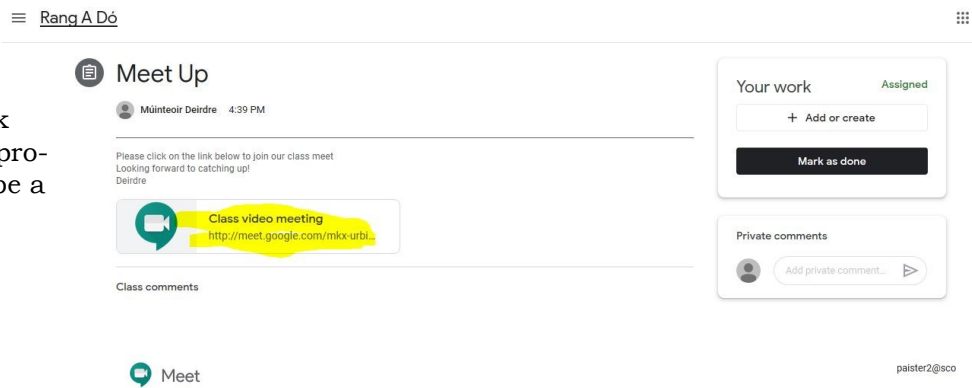 Rang A Dó
Meet Up
Múinteoir Deirdre 4:39 PM
Please click on the link below to join our class meet
Looking forward to catching up!
Deirdre
Class video meeting
http://meet.google.com/mkx-urbi...
Class comments
Your work Assigned
+ Add or create
Mark as done
Private comments
Add private comment...
k
pro-
be a
Meet
paister2@sco